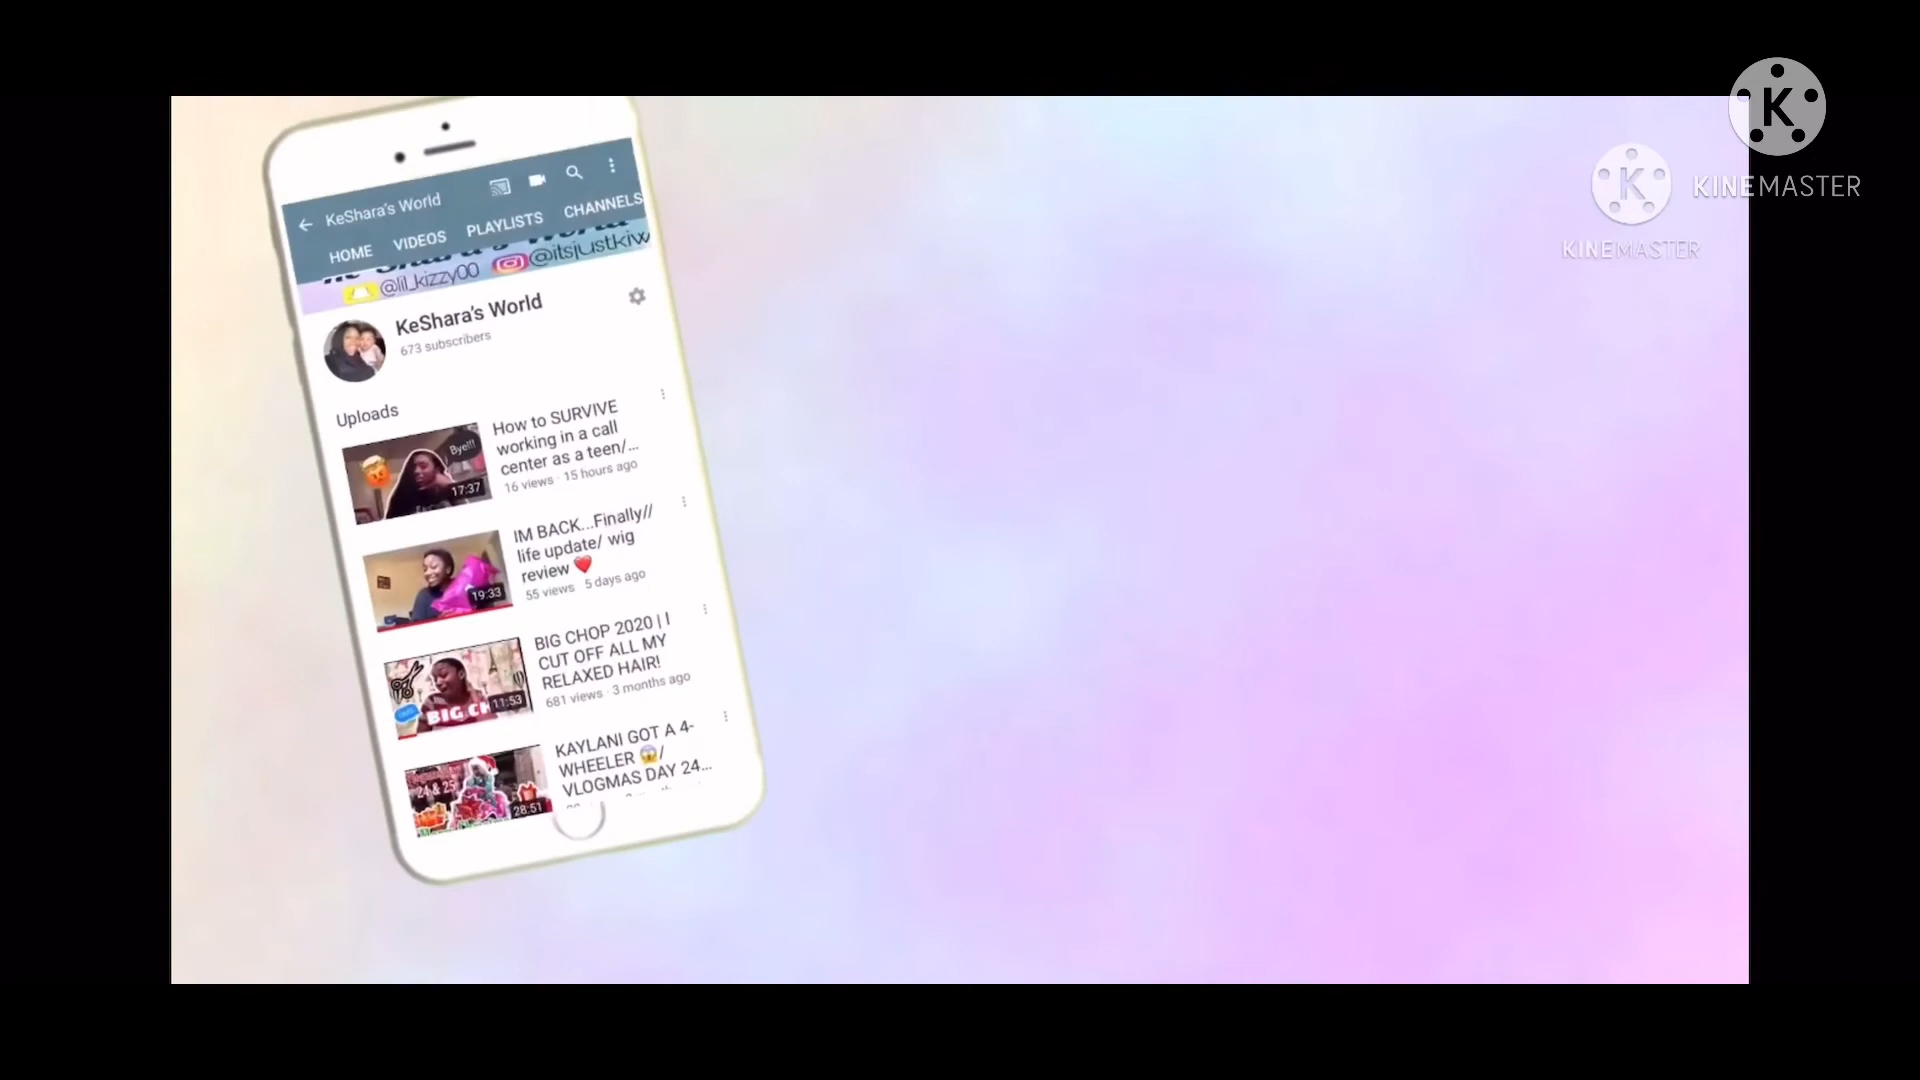 KeShara's World
HOME VIDEOS PLAYLISTS CHANNELS
@lil_kizzy00 @itsjustkiw
KeShara's World
673 subscribers
Uploads
Bye!!!
17:37
How to SURVIVE
working in a call
center as a teen/...
16 views · 15 hours ago
19:33
IM BACK...Finally//
life update/ wig
review ❤️
55 views · 5 days ago
BIG CH
11:53
BIG CHOP 2020 | I
CUT OFF ALL MY
RELAXED HAIR!
681 views · 3 months ago
24 & 25
28:51
KAYLANI GOT A 4-
WHEELER 😱/
VLOGMAS DAY 24...
K
KINEMASTER
K
KINEMASTER